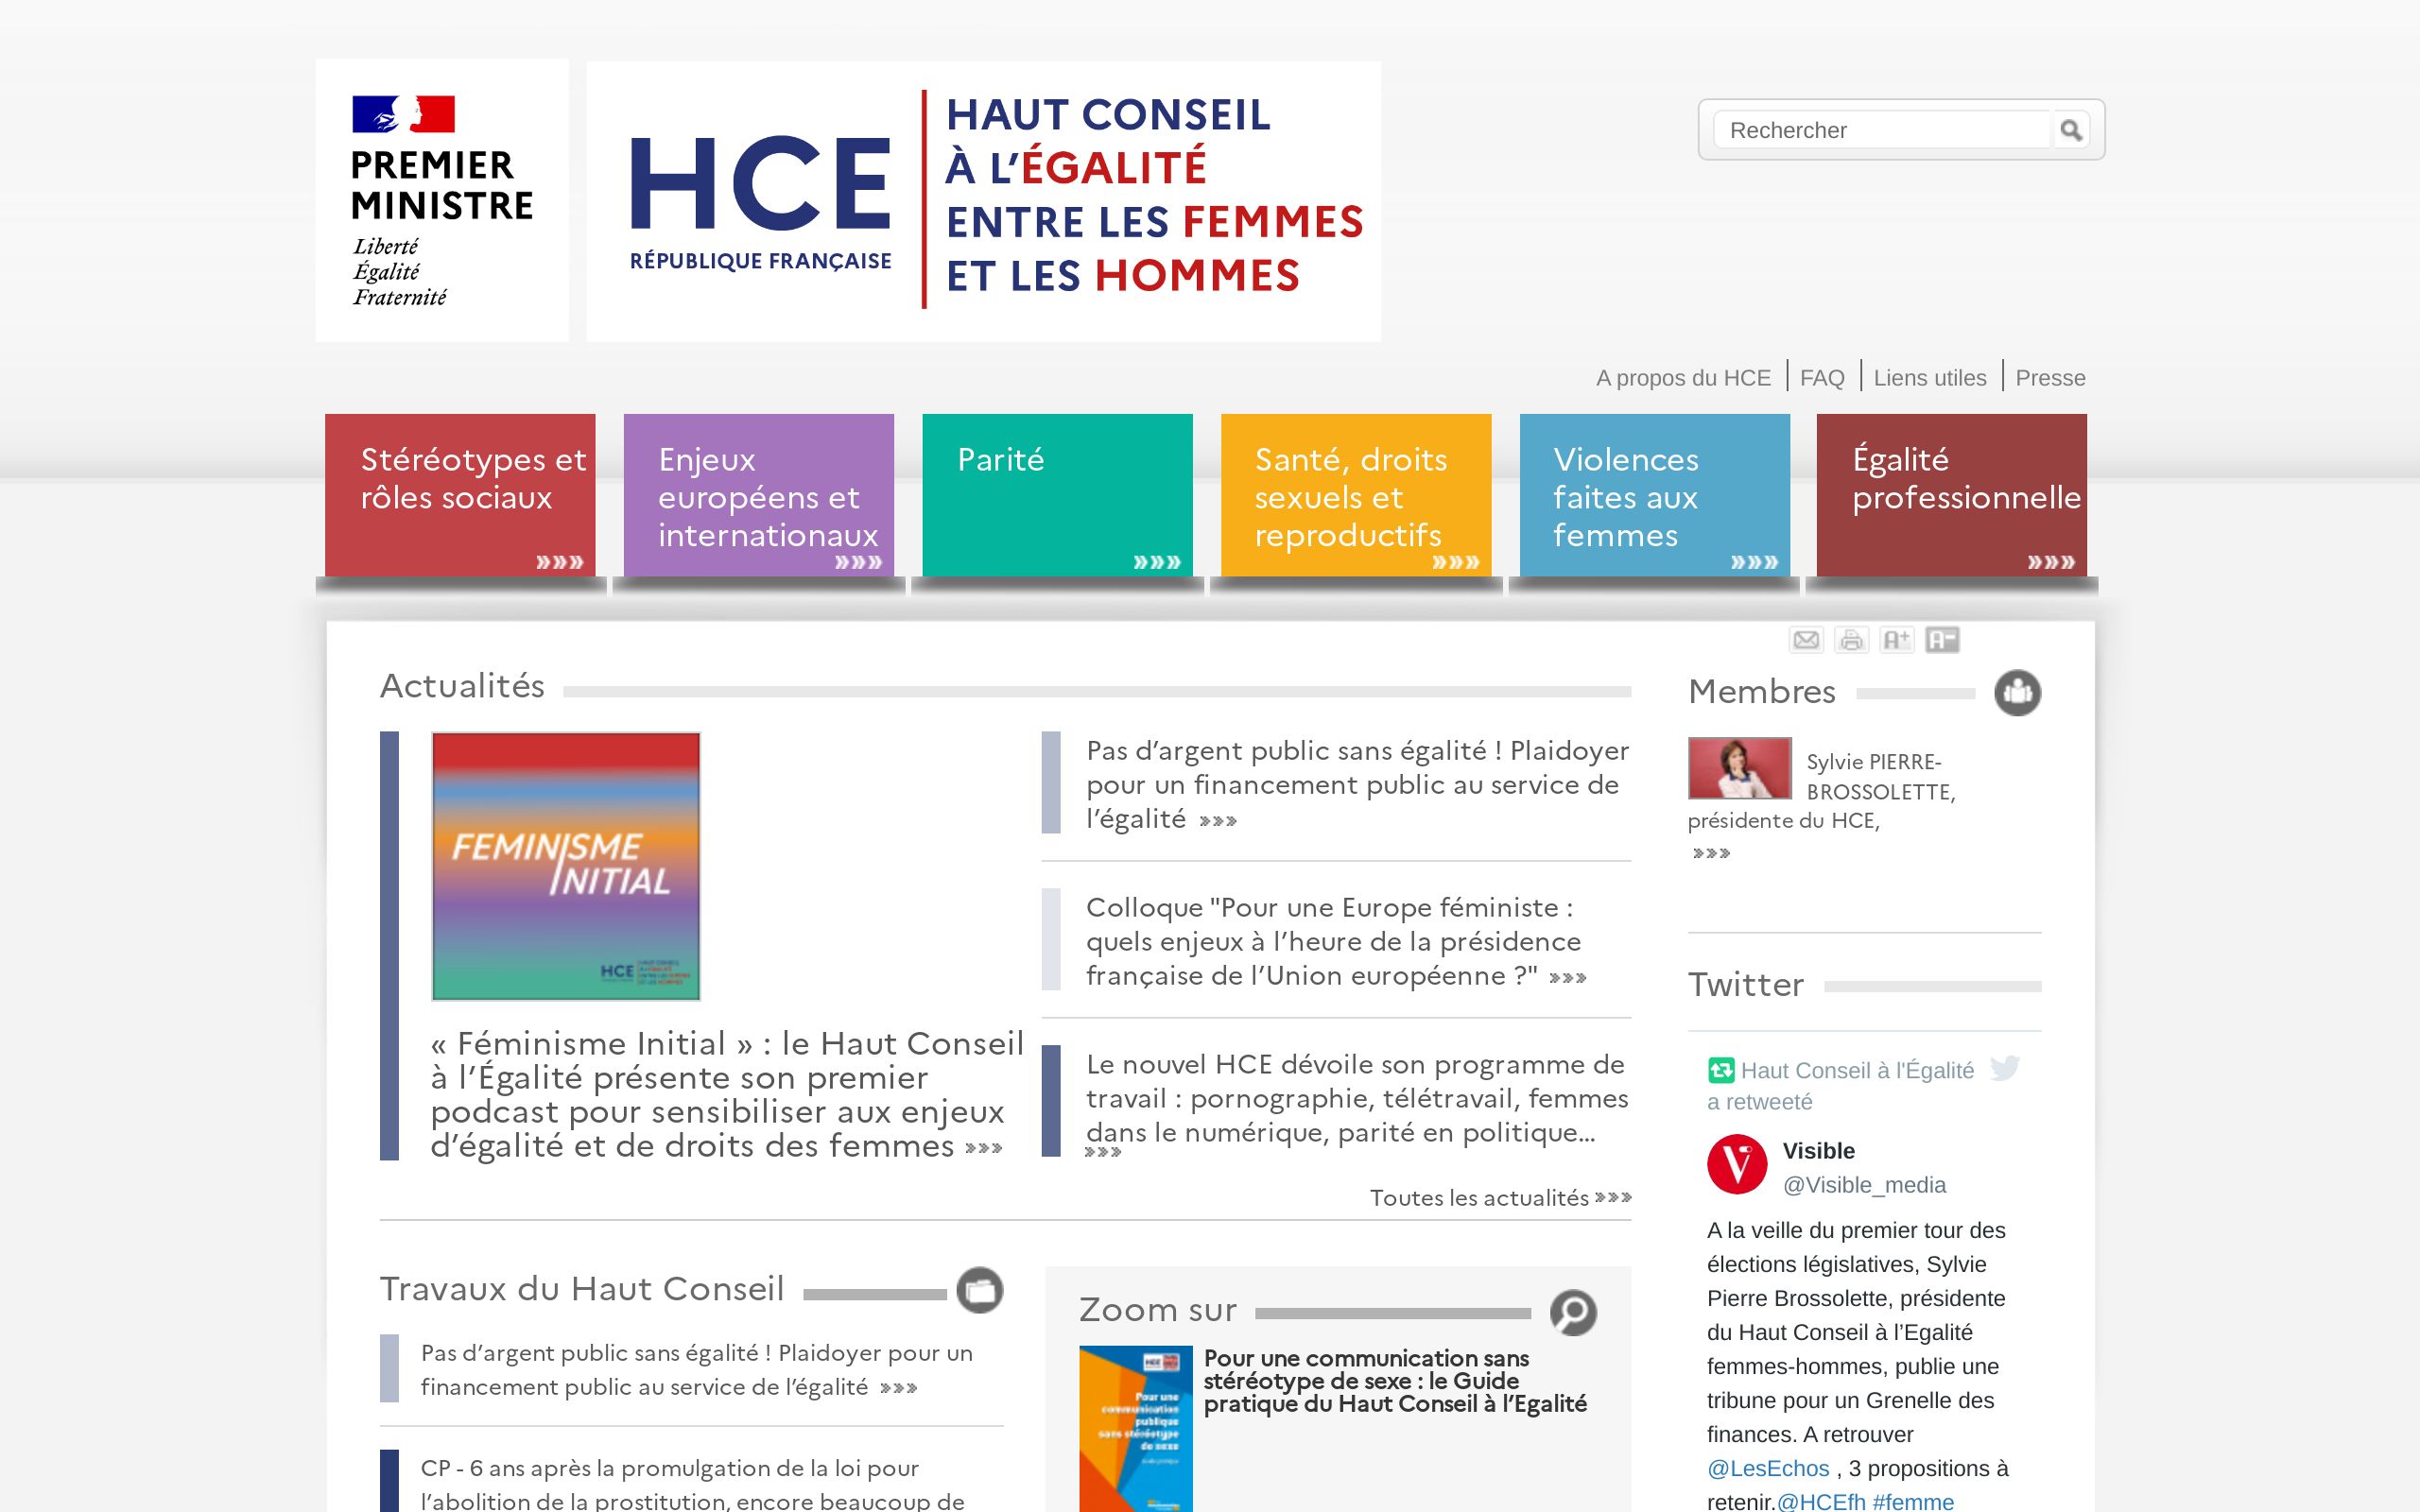 PREMIER
MINISTRE
Liberté
Égalité
Fraternité
HCE
RÉPUBLIQUE FRANÇAISE
HAUT CONSEIL
À L’ÉGALITÉ
ENTRE LES FEMMES
ET LES HOMMES
Rechercher
A propos du HCE
FAQ
Liens utiles
Presse
Stéréotypes et
rôles sociaux
»»»
Enjeux
européens et
internationaux
»»»
Parité
»»»
Santé, droits
sexuels et
reproductifs
»»»
Violences
faites aux
femmes
»»»
Égalité
professionnelle
»»»
A+
A-
Actualités
FEMINISME
INITIAL
HCE
« Féminisme Initial » : le Haut Conseil
à l’Égalité présente son premier
podcast pour sensibiliser aux enjeux
d’égalité et de droits des femmes »»»
Pas d’argent public sans égalité ! Plaidoyer
pour un financement public au service de
l’égalité »»»
Colloque "Pour une Europe féministe :
quels enjeux à l’heure de la présidence
française de l’Union européenne ?" »»»
Le nouvel HCE dévoile son programme de
travail : pornographie, télétravail, femmes
dans le numérique, parité en politique...
»»»
Toutes les actualités »»»
Membres
Sylvie PIERRE-
BROSSOLETTE,
présidente du HCE,
»»»
Twitter
Haut Conseil à l'Égalité
a retweeté
Visible
@Visible_media
A la veille du premier tour des
élections législatives, Sylvie
Pierre Brossolette, présidente
du Haut Conseil à l’Egalité
femmes-hommes, publie une
tribune pour un Grenelle des
finances. A retrouver
@LesEchos , 3 propositions à
retenir.@HCEfh #femme
Travaux du Haut Conseil
Pas d’argent public sans égalité ! Plaidoyer pour un
financement public au service de l’égalité »»»
CP - 6 ans après la promulgation de la loi pour
l’abolition de la prostitution, encore beaucoup de
Zoom sur
Pour une
communication
publique
sans stéréotype
de sexe
Pour une communication sans
stéréotype de sexe : le Guide
pratique du Haut Conseil à l’Egalité